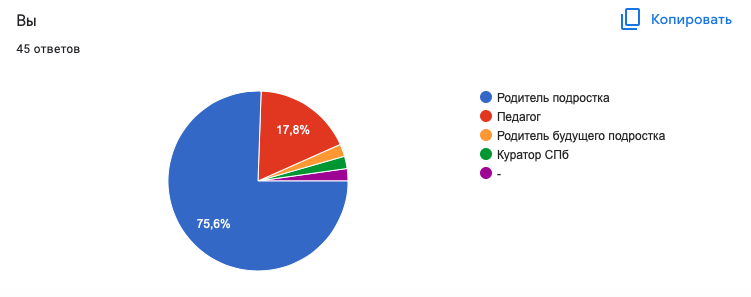 Вы
Копировать
45 ответов
Родитель подростка
Педагог
Родитель будущего подростка
Куратор СПб
-
17,8%
75,6%